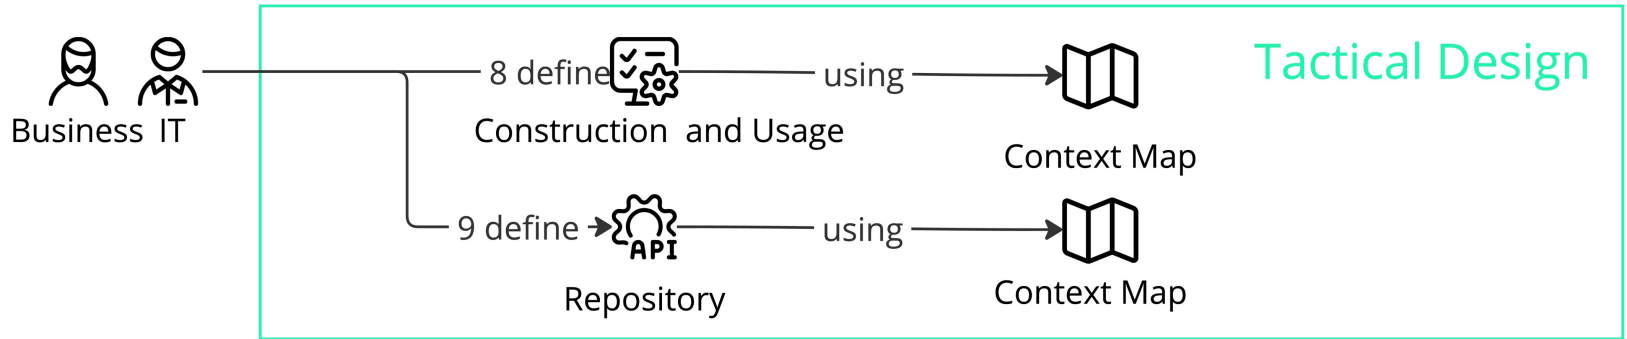 Tactical Design
8 define
using
Business IT
Construction and Usage
Context Map
9 define
using
API
Repository
Context Map